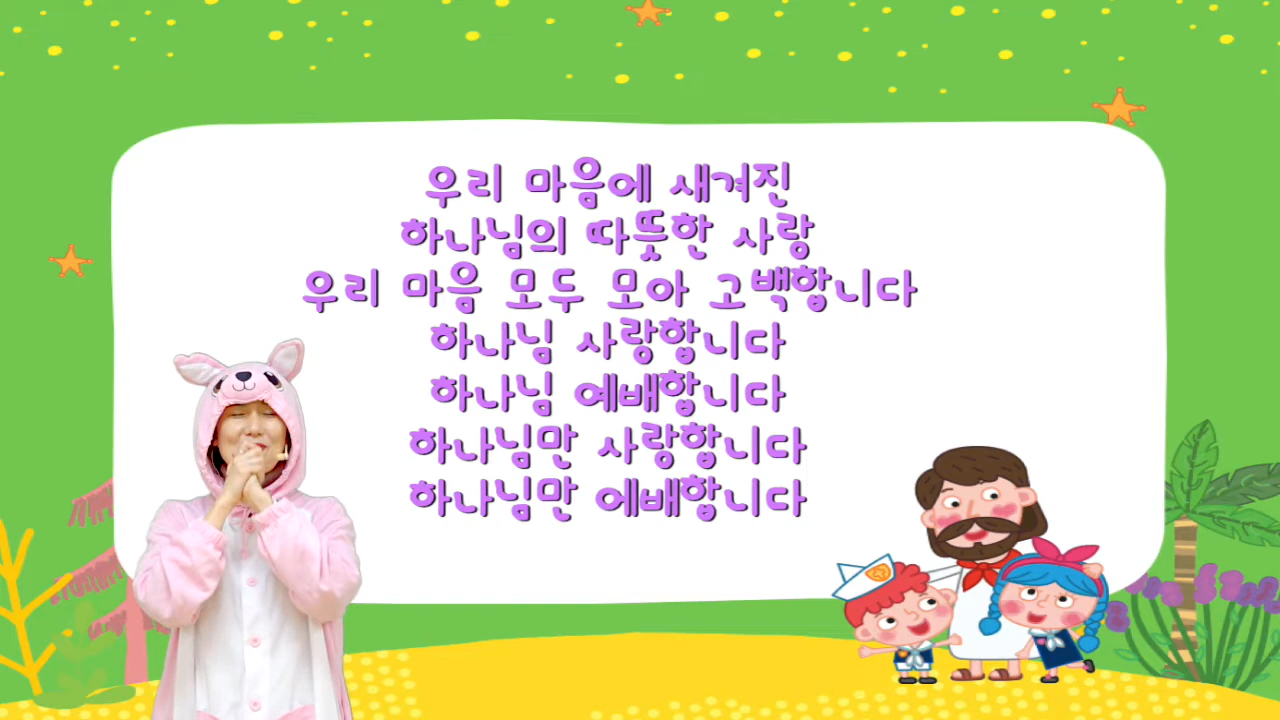 우리 마음에 새겨진
하나님의 따뜻한 사랑
우리 마음 모두 모아 고백합니다
하나님 사랑합니다
하나님 예배합니다
하나님만 사랑합니다
하나님만 에배합니다